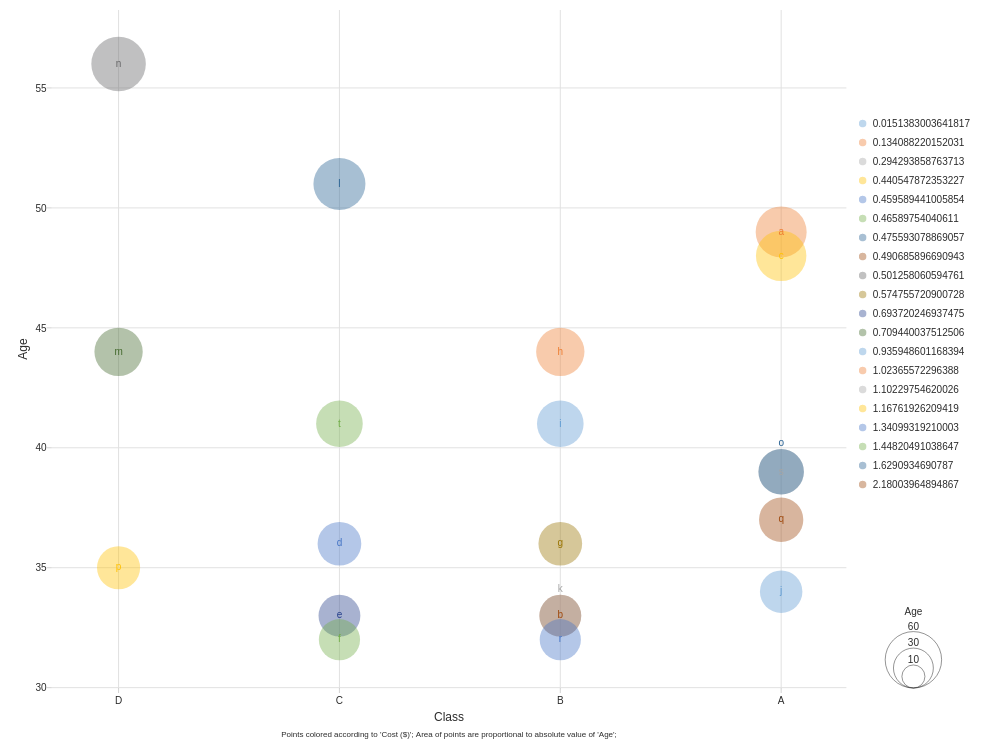 n
55
l
50
a
45
m
h
t
i
40
o
q
d
g
35
p
k
j
e
b
30
D
C
B
A
Age
Class
Points colored according to 'Cost ($)'; Area of points are proportional to absolute value of 'Age';
0.0151383003641817
0.134088220152031
0.294293858763713
0.440547872353227
0.459589441005854
0.46589754040611
0.475593078869057
0.490685896690943
0.501258060594761
0.574755720900728
0.693720246937475
0.709440037512506
0.935948601168394
1.02365572296388
1.10229754620026
1.16761926209419
1.34099319210003
1.44820491038647
1.6290934690787
2.18003964894867
Age
60
30
10